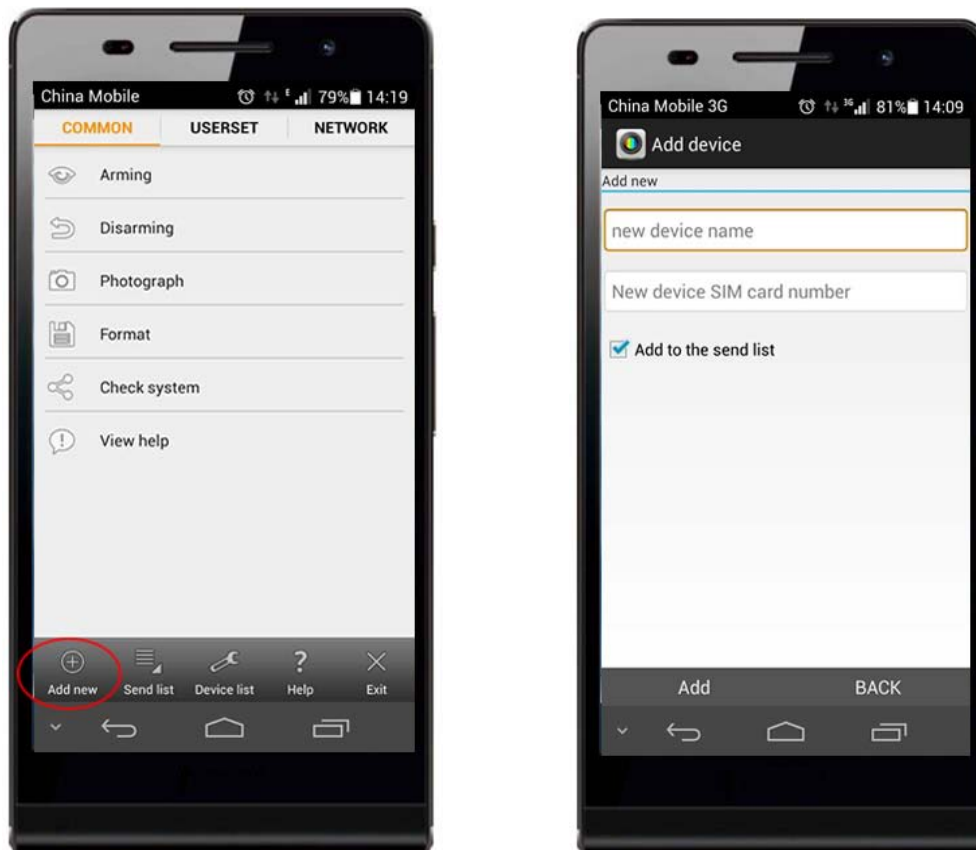 China Mobile E 79% 14:19
COMMON USERSET NETWORK
Arming
Disarming
Photograph
Format
Check system
View help
Add new Send list Device list ? Help Exit
China Mobile 3G 3G 81% 14:09
Add device
Add new
new device name
New device SIM card number
Add to the send list
Add BACK